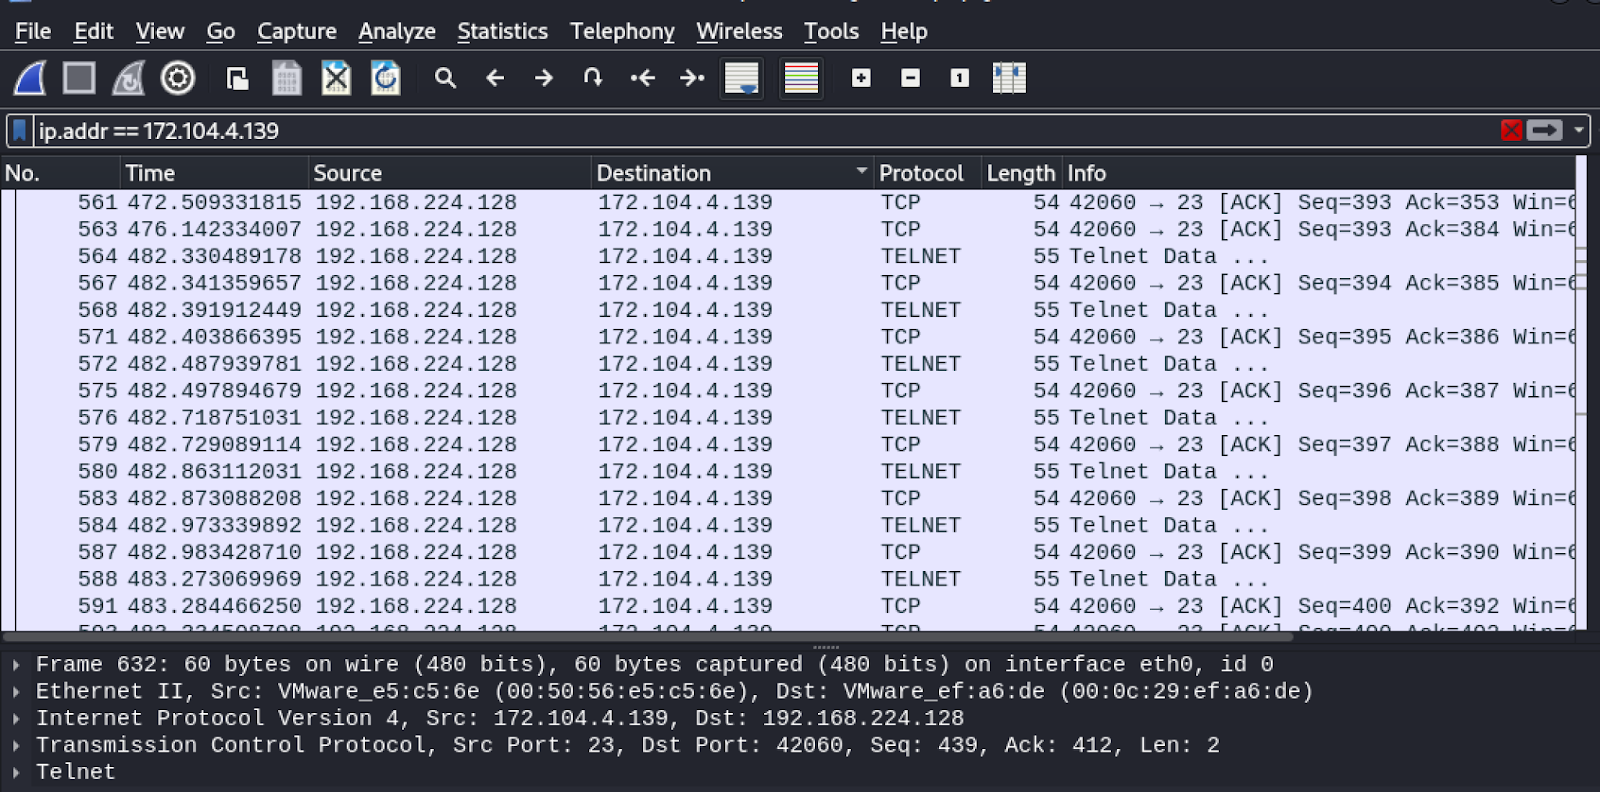 File Edit View Go Capture Analyze Statistics Telephony Wireless Tools Help
ip.addr == 172.104.4.139
No. Time Source Destination Protocol Length Info
561 472.509331815 192.168.224.128 172.104.4.139 TCP 54 42060 → 23 [ACK] Seq=393 Ack=353 Win=6
563 476.142334007 192.168.224.128 172.104.4.139 TCP 54 42060 → 23 [ACK] Seq=393 Ack=384 Win=6
564 482.330489178 192.168.224.128 172.104.4.139 TELNET 55 Telnet Data ...
567 482.341359657 192.168.224.128 172.104.4.139 TCP 54 42060 → 23 [ACK] Seq=394 Ack=385 Win=6
568 482.391912449 192.168.224.128 172.104.4.139 TELNET 55 Telnet Data ...
571 482.403866395 192.168.224.128 172.104.4.139 TCP 54 42060 → 23 [ACK] Seq=395 Ack=386 Win=6
572 482.487939781 192.168.224.128 172.104.4.139 TELNET 55 Telnet Data ...
575 482.497894679 192.168.224.128 172.104.4.139 TCP 54 42060 → 23 [ACK] Seq=396 Ack=387 Win=6
576 482.718751031 192.168.224.128 172.104.4.139 TELNET 55 Telnet Data ...
579 482.729089114 192.168.224.128 172.104.4.139 TCP 54 42060 → 23 [ACK] Seq=397 Ack=388 Win=6
580 482.863112031 192.168.224.128 172.104.4.139 TELNET 55 Telnet Data ...
583 482.873088208 192.168.224.128 172.104.4.139 TCP 54 42060 → 23 [ACK] Seq=398 Ack=389 Win=6
584 482.973339892 192.168.224.128 172.104.4.139 TELNET 55 Telnet Data ...
587 482.983428710 192.168.224.128 172.104.4.139 TCP 54 42060 → 23 [ACK] Seq=399 Ack=390 Win=6
588 483.273069969 192.168.224.128 172.104.4.139 TELNET 55 Telnet Data ...
591 483.284466250 192.168.224.128 172.104.4.139 TCP 54 42060 → 23 [ACK] Seq=400 Ack=392 Win=6
Frame 632: 60 bytes on wire (480 bits), 60 bytes captured (480 bits) on interface eth0, id 0
Ethernet II, Src: VMware_e5:c5:6e (00:50:56:e5:c5:6e), Dst: VMware_ef:a6:de (00:0c:29:ef:a6:de)
Internet Protocol Version 4, Src: 172.104.4.139, Dst: 192.168.224.128
Transmission Control Protocol, Src Port: 23, Dst Port: 42060, Seq: 439, Ack: 412, Len: 2
Telnet